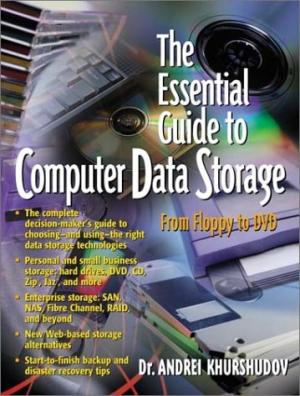 The
Essential
Guide to
Computer Data Storage
From Floppy to DVD
• The complete
decision-maker's guide to
choosing—and using—the right
data storage technologies
• Personal and small business
storage: hard drives, DVD, CD,
Zip, Jaz, and more
• Enterprise storage: SAN,
NAS, Fibre Channel, RAID,
and beyond
• New Web-based storage
alternatives
• Start-to-finish backup and
disaster recovery tips
Dr. ANDREI KHURSHUDOV